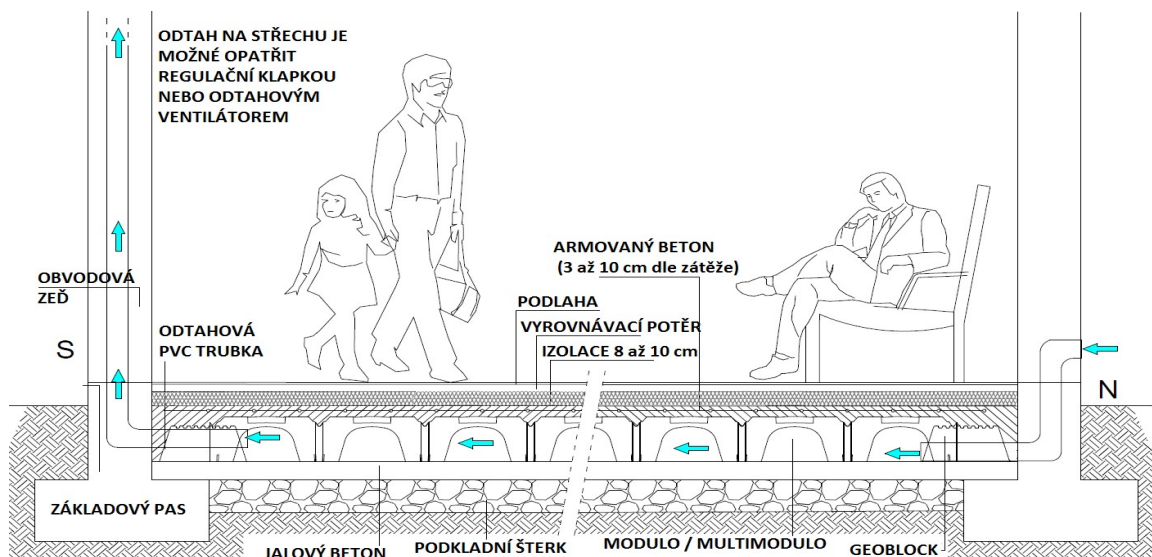 ODTAH NA STŘECHU JE
MOŽNÉ OPATŘIT
REGULAČNÍ KLAPKOU
NEBO ODTAHOVÝM
VENTILÁTOREM
ARMOVANÝ BETON
(3 až 10 cm dle zátěže)
OBVODOVÁ
ZEĎ
PODLAHA
ODTAHOVÁ
PVC TRUBKA
VYROVNÁVACÍ POTĚR
IZOLACE 8 až 10 cm
S
N
ZÁKLADOVÝ PAS
JALOVÝ BETON
PODKLADNÍ ŠTERK
MODULO / MULTIMODULO
GEOBLOCK